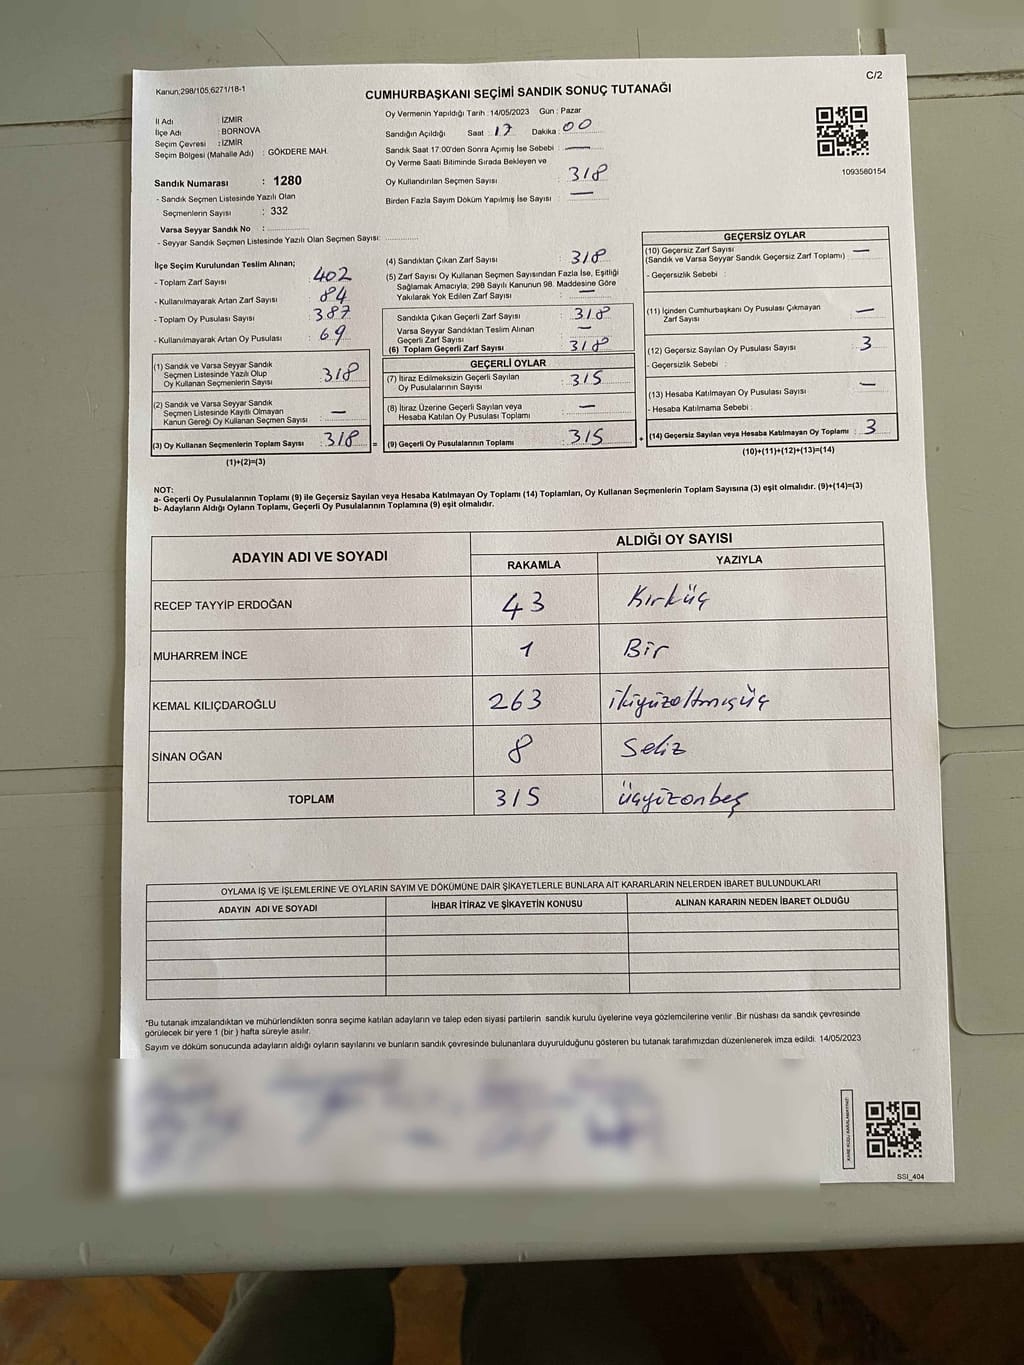 Kanun;298/105,6271/18-1
C/2
CUMHURBAŞKANI SEÇİMİ SANDIK SONUÇ TUTANAĞI
İl Adı : İZMİR
İlçe Adı : BORNOVA
Seçim Çevresi : İZMİR
Seçim Bölgesi (Mahalle Adı) : GÖKDERE MAH.
Sandık Numarası : 1280
- Sandık Seçmen Listesinde Yazılı Olan
Seçmenlerin Sayısı : 332
Varsa Seyyar Sandık No :
- Seyyar Sandık Seçmen Listesinde Yazılı Olan Seçmen Sayısı:
Oy Vermenin Yapıldığı Tarih : 14/05/2023 Gün : Pazar
Sandığın Açıldığı Saat : 17 Dakika : 00
Sandık Saat 17.00'den Sonra Açımış İse Sebebi : —
Oy Verme Saati Bitiminde Sırada Bekleyen ve
Oy Kullandırılan Seçmen Sayısı : 318
Birden Fazla Sayım Döküm Yapılmış İse Sayısı : —
1093580154
İlçe Seçim Kurulundan Teslim Alınan;
- Toplam Zarf Sayısı : 402
- Kullanılmayarak Artan Zarf Sayısı : 84
- Toplam Oy Pusulası Sayısı : 387
- Kullanılmayarak Artan Oy Pusulası : 69
(1) Sandık ve Varsa Seyyar Sandık
Seçmen Listesinde Yazılı Olup
Oy Kullanan Seçmenlerin Sayısı : 318
(2) Sandık ve Varsa Seyyar Sandık
Seçmen Listesinde Kayıtlı Olmayan
Kanun Gereği Oy Kullanan Seçmen Sayısı : —
(3) Oy Kullanan Seçmenlerin Toplam Sayısı : 318 =
(1)+(2)=(3)
(4) Sandıktan Çıkan Zarf Sayısı : 318
(5) Zarf Sayısı Oy Kullanan Seçmen Sayısından Fazla İse, Eşitliği
Sağlamak Amacıyla; 298 Sayılı Kanunun 98. Maddesine Göre
Yakılarak Yok Edilen Zarf Sayısı : —
Sandıkta Çıkan Geçerli Zarf Sayısı : 318
Varsa Seyyar Sandıktan Teslim Alınan
Geçerli Zarf Sayısı : —
(6) Toplam Geçerli Zarf Sayısı : 318
GEÇERLİ OYLAR
(7) İtiraz Edilmeksizin Geçerli Sayılan
Oy Pusulalarının Sayısı : 315
(8) İtiraz Üzerine Geçerli Sayılan veya
Hesaba Katılan Oy Pusulası Toplamı : —
(9) Geçerli Oy Pusulalarının Toplamı : 315 +
GEÇERSİZ OYLAR
(10) Geçersiz Zarf Sayısı
(Sandık ve Varsa Seyyar Sandık Geçersiz Zarf Toplamı) : —
- Geçersizlik Sebebi :
(11) İçinden Cumhurbaşkanı Oy Pusulası Çıkmayan
Zarf Sayısı : —
(12) Geçersiz Sayılan Oy Pusulası Sayısı : 3
- Geçersizlik Sebebi :
(13) Hesaba Katılmayan Oy Pusulası Sayısı : —
- Hesaba Katılmama Sebebi :
(14) Geçersiz Sayılan veya Hesaba Katılmayan Oy Toplamı : 3
(10)+(11)+(12)+(13)=(14)
NOT:
a- Geçerli Oy Pusulalarının Toplamı (9) ile Geçersiz Sayılan veya Hesaba Katılmayan Oy Toplamı (14) Toplamları, Oy Kullanan Seçmenlerin Toplam Sayısına (3) eşit olmalıdır. (9)+(14)=(3)
b- Adayların Aldığı Oyların Toplamı, Geçerli Oy Pusulalarının Toplamına (9) eşit olmalıdır.
ADAYIN ADI VE SOYADI ALDIĞI OY SAYISI
RAKAMLA YAZIYLA
RECEP TAYYİP ERDOĞAN 43 Kırküç
MUHARREM İNCE 1 Bir
KEMAL KILIÇDAROĞLU 263 ikiyüzaltmışüç
SİNAN OĞAN 8 Sekiz
TOPLAM 315 üçyüzonbeş
OYLAMA İŞ VE İŞLEMLERİNE VE OYLARIN SAYIM VE DÖKÜMÜNE DAİR ŞİKAYETLERLE BUNLARA AİT KARARLARIN NELERDEN İBARET BULUNDUKLARI
ADAYIN ADI VE SOYADI İHBAR İTİRAZ VE ŞİKAYETİN KONUSU ALINAN KARARIN NEDEN İBARET OLDUĞU
*Bu tutanak imzalandıktan ve mühürlendikten sonra seçime katılan adayların ve talep eden siyasi partilerin sandık kurulu üyelerine veya gözlemcilerine verilir .Bir nüshası da sandık çevresinde
görülecek bir yere 1 (bir ) hafta süreyle asılır.
Sayım ve döküm sonucunda adayların aldığı oyların sayılarını ve bunların sandık çevresinde bulunanlara duyurulduğunu gösteren bu tutanak tarafımızdan düzenlenerek imza edildi. 14/05/2023
SSİ_404